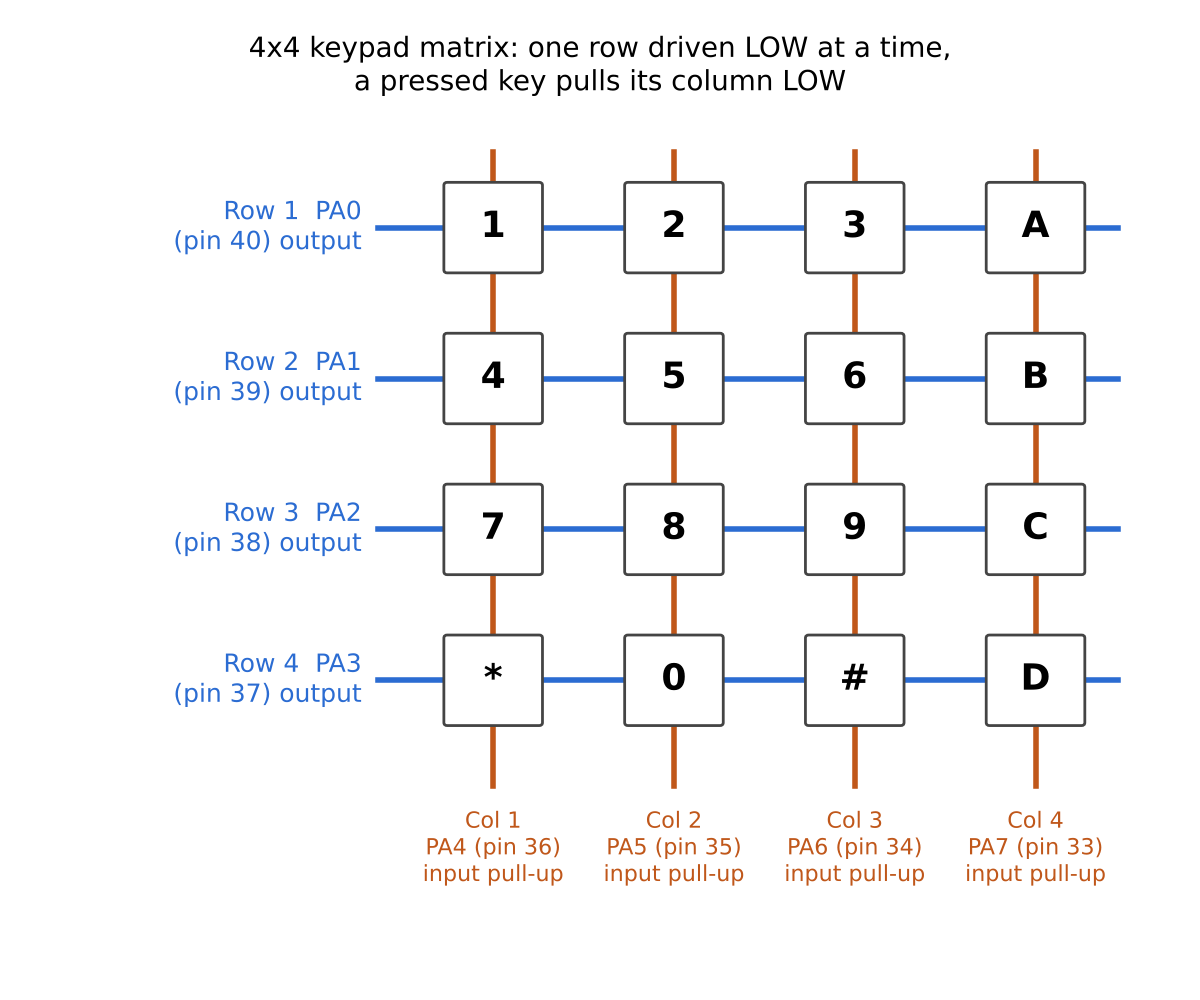 4x4 keypad matrix: one row driven LOW at a time,
a pressed key pulls its column LOW
Row 1  PA0
(pin 40) output
1 2 3 A
Row 2  PA1
(pin 39) output
4 5 6 B
Row 3  PA2
(pin 38) output
7 8 9 C
Row 4  PA3
(pin 37) output
* 0 # D
Col 1
PA4 (pin 36)
input pull-up
Col 2
PA5 (pin 35)
input pull-up
Col 3
PA6 (pin 34)
input pull-up
Col 4
PA7 (pin 33)
input pull-up